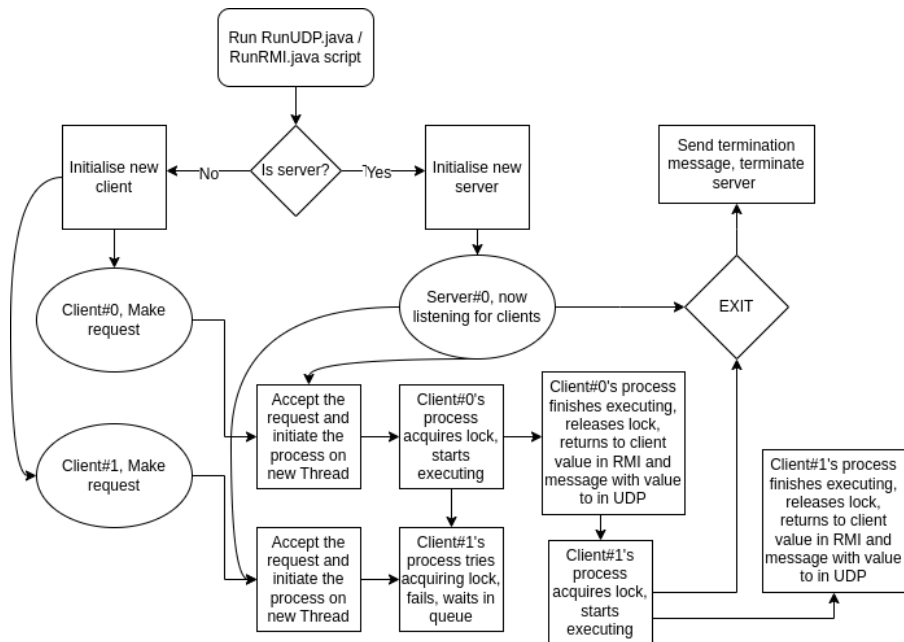 Run RunUDP.java /
RunRMI.java script
Is server?
No
Yes
Initialise new
client
Initialise new
server
Send termination
message, terminate
server
Client#0, Make
request
Server#0, now
listening for clients
EXIT
Accept the
request and
initiate the
process on
new Thread
Client#0's
process
acquires lock,
starts
executing
Client#0's process
finishes executing,
releases lock,
returns to client
value in RMI and
message with value
to in UDP
Client#1, Make
request
Client#1's process
finishes executing,
releases lock,
returns to client
value in RMI and
message with value
to in UDP
Accept the
request and
initiate the
process on
new Thread
Client#1's
process tries
acquiring lock,
fails, waits in
queue
Client#1's
process
acquires lock,
starts
executing